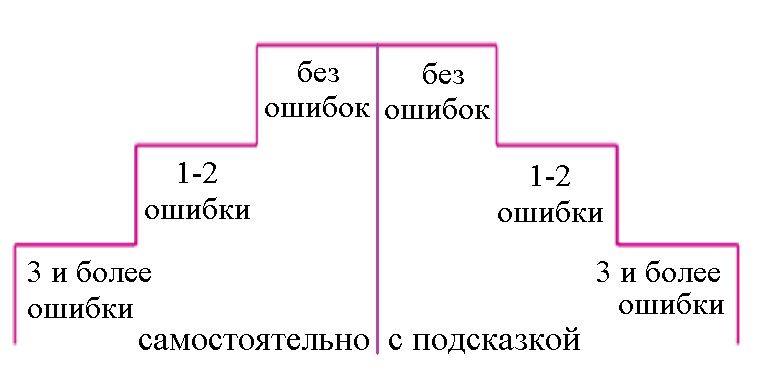 без
ошибок
без
ошибок
1-2
ошибки
1-2
ошибки
3 и более
ошибки
3 и более
ошибки
самостоятельно
с подсказкой